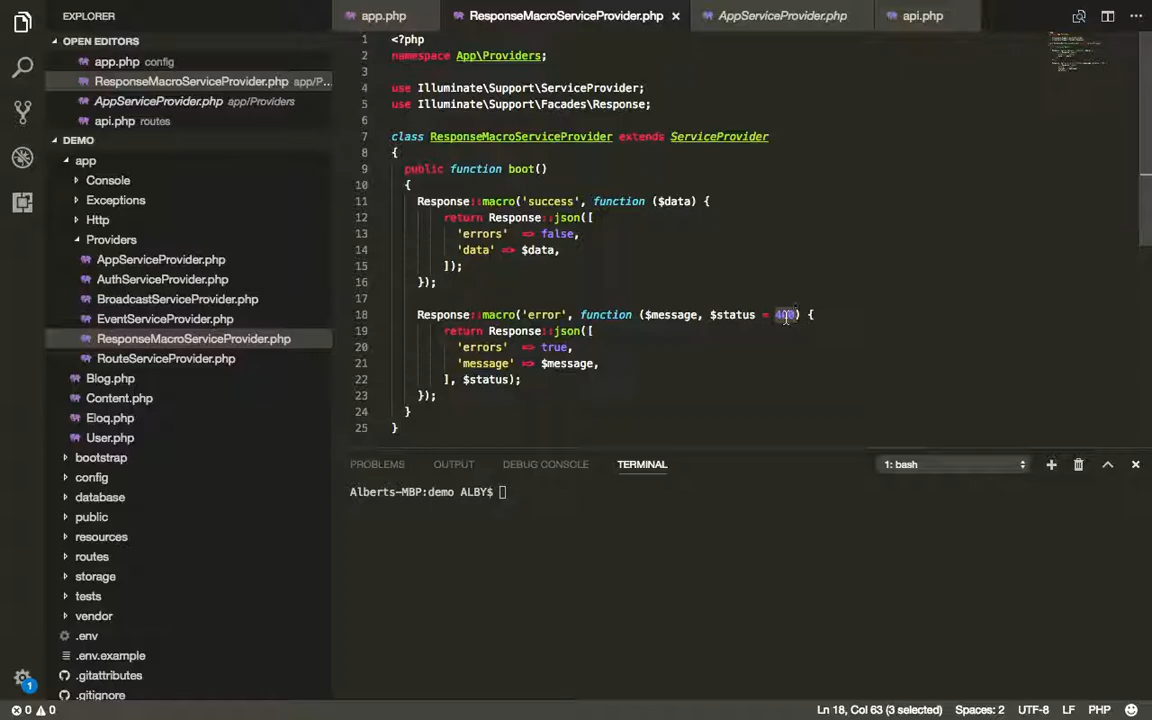 EXPLORER
OPEN EDITORS
app.php config
ResponseMacroServiceProvider.php app/P...
AppServiceProvider.php app/Providers
api.php routes
DEMO
app
Console
Exceptions
Http
Providers
AppServiceProvider.php
AuthServiceProvider.php
BroadcastServiceProvider.php
EventServiceProvider.php
ResponseMacroServiceProvider.php
RouteServiceProvider.php
Blog.php
Content.php
Eloq.php
User.php
bootstrap
config
database
public
resources
routes
storage
tests
vendor
.env
.env.example
.gitattributes
.gitignore
1
0 0
app.php ResponseMacroServiceProvider.php AppServiceProvider.php api.php
1 <?php
2 namespace App\Providers;
3
4 use Illuminate\Support\ServiceProvider;
5 use Illuminate\Support\Facades\Response;
6
7 class ResponseMacroServiceProvider extends ServiceProvider
8 {
9 public function boot()
10 {
11 Response::macro('success', function ($data) {
12 return Response::json([
13 'errors' => false,
14 'data' => $data,
15 ]);
16 });
17
18 Response::macro('error', function ($message, $status = 400) {
19 return Response::json([
20 'errors' => true,
21 'message' => $message,
22 ], $status);
23 });
24 }
25 }
PROBLEMS OUTPUT DEBUG CONSOLE TERMINAL 1: bash
Alberts-MBP:demo ALBY$
Ln 18, Col 63 (3 selected) Spaces: 2 UTF-8 LF PHP